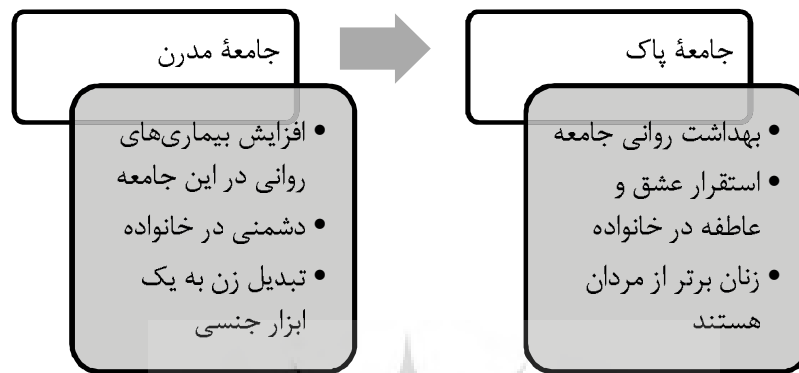 جامعهٔ پاک
• بهداشت روانی جامعه
• استقرار عشق و
عاطفه در خانواده
• زنان برتر از مردان
هستند
جامعهٔ مدرن
• افزایش بیماری‌های
روانی در این جامعه
• دشمنی در خانواده
• تبدیل زن به یک
ابزار جنسی